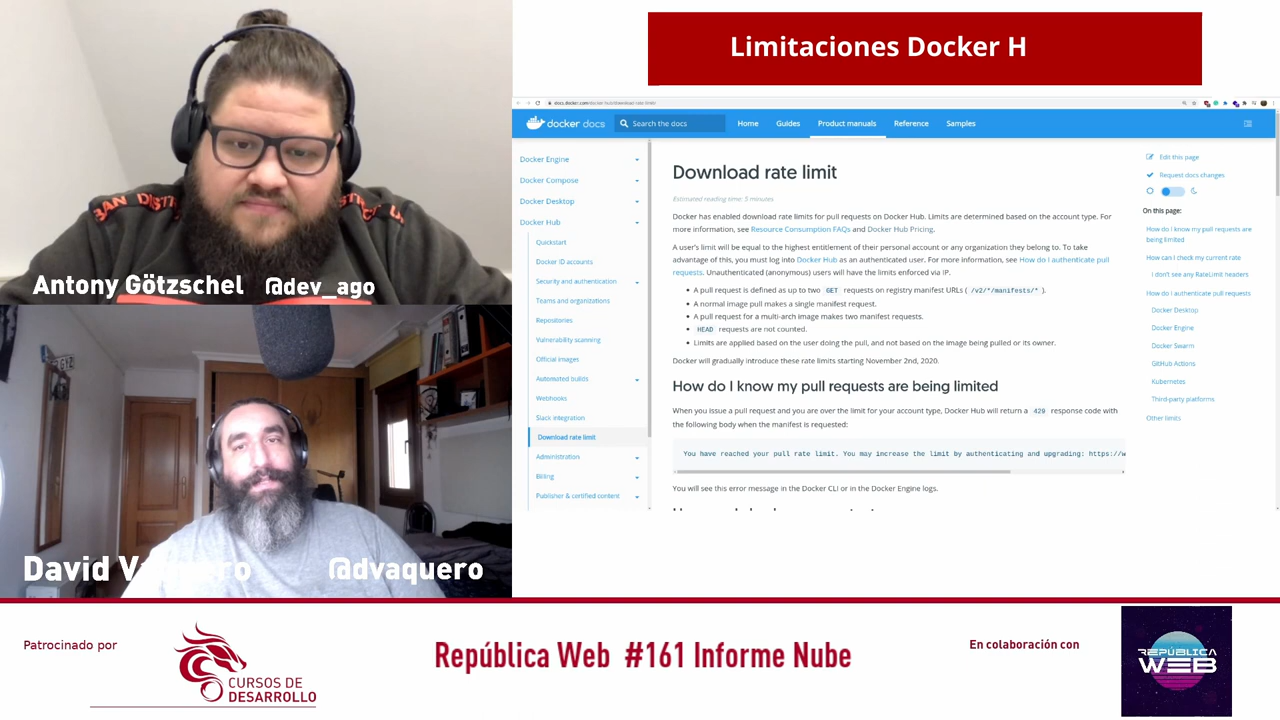 Limitaciones Docker H
docs.docker.com/docker-hub/download-rate-limit/
docker docs
Search the docs
Home
Guides
Product manuals
Reference
Samples
Docker Engine
Docker Compose
Docker Desktop
Docker Hub
Quickstart
Docker ID accounts
Security and authentication
Teams and organizations
Repositories
Vulnerability scanning
Official images
Automated builds
Webhooks
Slack integration
Download rate limit
Administration
Billing
Publisher & certified content
Download rate limit
Estimated reading time: 5 minutes
Docker has enabled download rate limits for pull requests on Docker Hub. Limits are determined based on the account type. For
more information, see Resource Consumption FAQs and Docker Hub Pricing.
A user's limit will be equal to the highest entitlement of their personal account or any organization they belong to. To take
advantage of this, you must log into Docker Hub as an authenticated user. For more information, see How do I authenticate pull
requests. Unauthenticated (anonymous) users will have the limits enforced via IP.
• A pull request is defined as up to two GET requests on registry manifest URLs ( /v2/*/manifests/* ).
• A normal image pull makes a single manifest request.
• A pull request for a multi-arch image makes two manifest requests.
• HEAD requests are not counted.
• Limits are applied based on the user doing the pull, and not based on the image being pulled or its owner.
Docker will gradually introduce these rate limits starting November 2nd, 2020.
How do I know my pull requests are being limited
When you issue a pull request and you are over the limit for your account type, Docker Hub will return a 429 response code with
the following body when the manifest is requested:
You have reached your pull rate limit. You may increase the limit by authenticating and upgrading: https://w
You will see this error message in the Docker CLI or in the Docker Engine logs.
Edit this page
Request docs changes
On this page:
How do I know my pull requests are
being limited
How can I check my current rate
I don't see any RateLimit headers
How do I authenticate pull requests
Docker Desktop
Docker Engine
Docker Swarm
GitHub Actions
Kubernetes
Third-party platforms
Other limits
Antony Götzschel @dev_ago
David Vaquero @dvaquero
Patrocinado por
CURSOS DE
DESARROLLO
República Web #161 Informe Nube
En colaboración con
REPÚBLICA
WEB